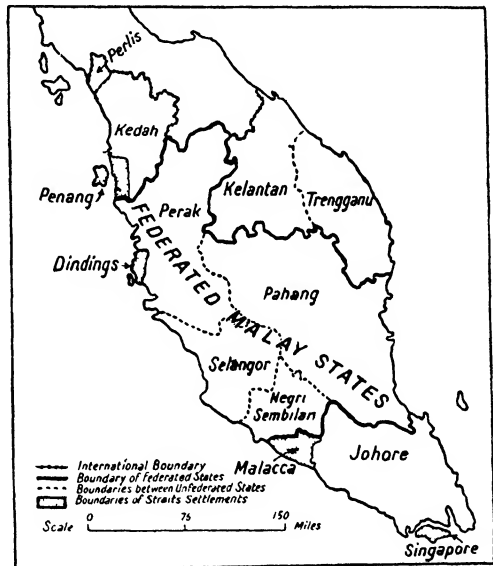 Perlis
Kedah
Penang
Perak
Kelantan
Trengganu
Dindings
FEDERATED MALAY STATES
Pahang
Selangor
Negri
Sembilan
Malacca
Johore
Singapore
International Boundary
Boundary of Federated States
Boundaries between Unfederated States
Boundaries of Straits Settlements
Scale 0 75 150 Miles